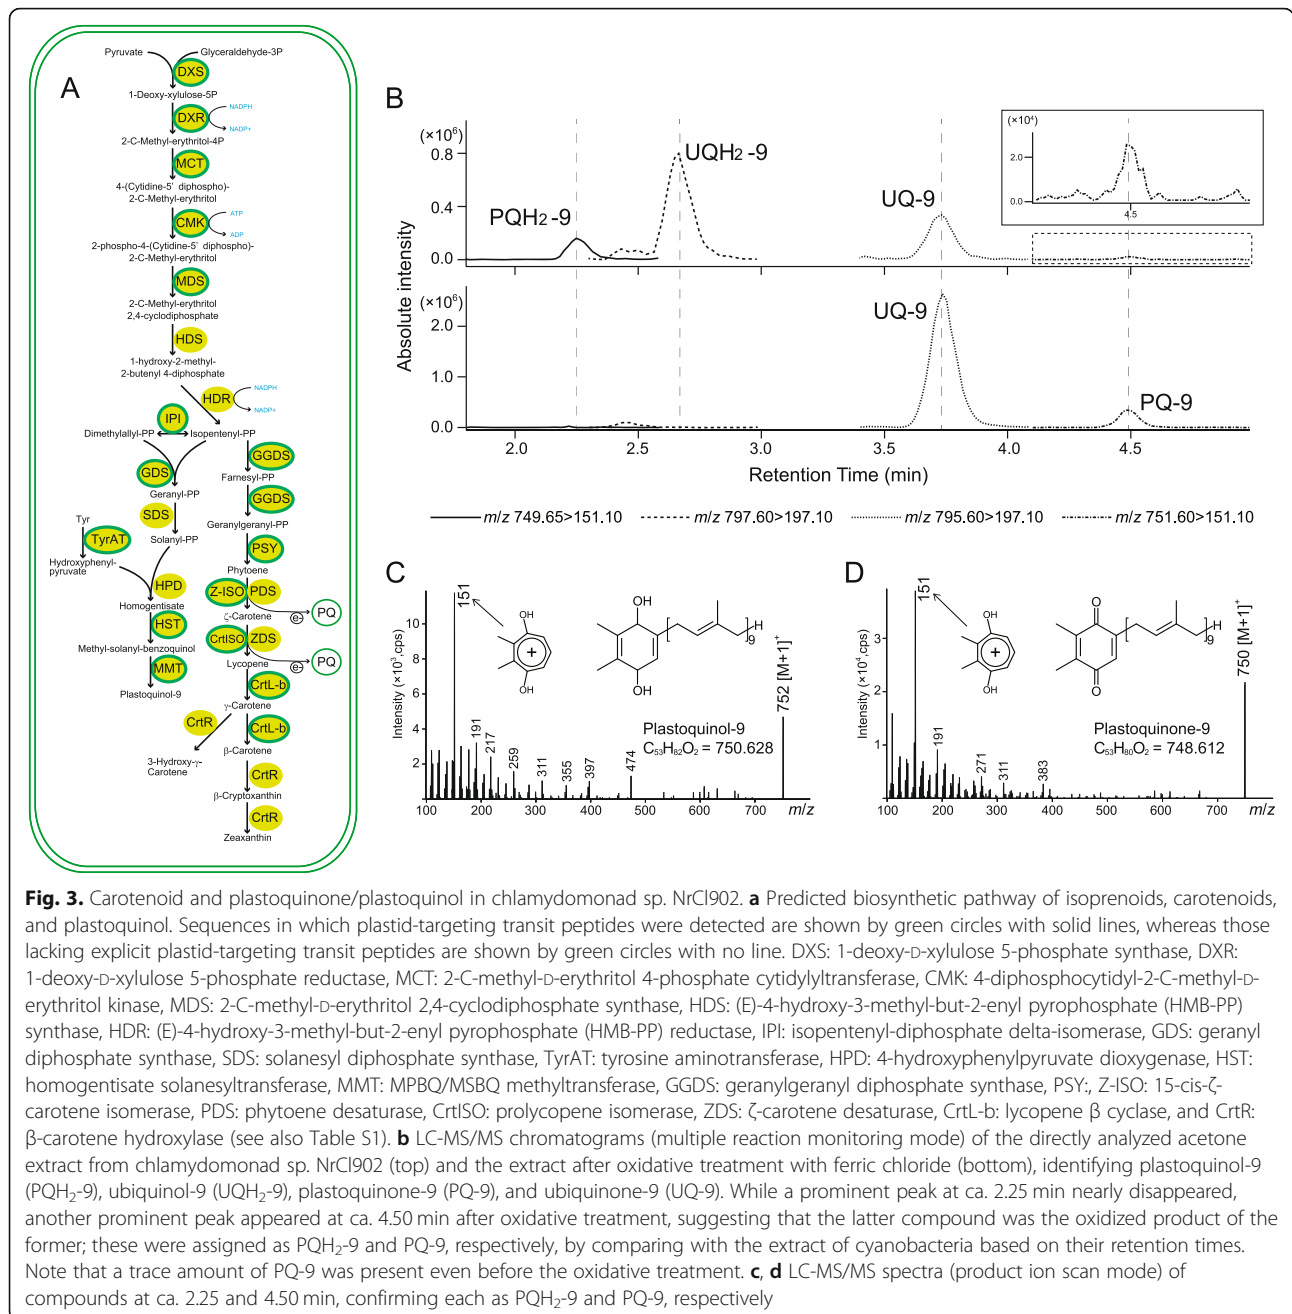 A
Pyruvate
Glyceraldehyde-3P
DXS
1-Deoxy-xylulose-5P
DXR
NADPH
NADP+
2-C-Methyl-erythritol-4P
MCT
4-(Cytidine-5' diphospho)-
2-C-Methyl-erythritol
CMK
ATP
ADP
2-phospho-4-(Cytidine-5' diphospho)-
2-C-Methyl-erythritol
MDS
2-C-Methyl-erythritol
2,4-cyclodiphosphate
HDS
1-hydroxy-2-methyl-
2-butenyl 4-diphosphate
HDR
NADPH
NADP+
IPI
Dimethylallyl-PP
Isopentenyl-PP
GDS
GGDS
Farnesyl-PP
Geranyl-PP
GGDS
SDS
Tyr
Geranylgeranyl-PP
TyrAT
Solanyl-PP
PSY
Hydroxyphenyl-
pyruvate
Phytoene
HPD
Z-ISO
PDS
Homogentisate
ζ-Carotene
e-
PQ
HST
CrtISO
ZDS
Methyl-solanyl-benzoquinol
Lycopene
e-
PQ
MMT
CrtL-b
Plastoquinol-9
γ-Carotene
CrtR
CrtL-b
3-Hydroxy-γ-
Carotene
β-Carotene
CrtR
β-Cryptoxanthin
CrtR
Zeaxanthin
B
Absolute intensity
(×10⁶)
0.8
0.4
0.0
PQH₂-9
UQH₂-9
UQ-9
(×10⁴)
2.0
0.0
4.5
(×10⁶)
2.0
1.0
0.0
UQ-9
PQ-9
2.0
2.5
3.0
3.5
4.0
4.5
Retention Time (min)
m/z 749.65>151.10
m/z 797.60>197.10
m/z 795.60>197.10
m/z 751.60>151.10
C
Intensity (×10³,cps)
10
8
6
4
2
151
191
217
259
311
355
397
474
752 [M+1]⁺
OH
OH
OH
OH
H
9
Plastoquinol-9
C₅₃H₈₂O₂ = 750.628
100
200
300
400
500
600
700
m/z
D
Intensity (×10⁴,cps)
3
2
1
151
191
271
311
383
750 [M+1]⁺
OH
OH
O
O
H
9
Plastoquinone-9
C₅₃H₈₀O₂ = 748.612
100
200
300
400
500
600
700
m/z
Fig. 3. Carotenoid and plastoquinone/plastoquinol in chlamydomonad sp. NrCl902. a Predicted biosynthetic pathway of isoprenoids, carotenoids,
and plastoquinol. Sequences in which plastid-targeting transit peptides were detected are shown by green circles with solid lines, whereas those
lacking explicit plastid-targeting transit peptides are shown by green circles with no line. DXS: 1-deoxy-D-xylulose 5-phosphate synthase, DXR:
1-deoxy-D-xylulose 5-phosphate reductase, MCT: 2-C-methyl-D-erythritol 4-phosphate cytidylyltransferase, CMK: 4-diphosphocytidyl-2-C-methyl-D-
erythritol kinase, MDS: 2-C-methyl-D-erythritol 2,4-cyclodiphosphate synthase, HDS: (E)-4-hydroxy-3-methyl-but-2-enyl pyrophosphate (HMB-PP)
synthase, HDR: (E)-4-hydroxy-3-methyl-but-2-enyl pyrophosphate (HMB-PP) reductase, IPI: isopentenyl-diphosphate delta-isomerase, GDS: geranyl
diphosphate synthase, SDS: solanesyl diphosphate synthase, TyrAT: tyrosine aminotransferase, HPD: 4-hydroxyphenylpyruvate dioxygenase, HST:
homogentisate solanesyltransferase, MMT: MPBQ/MSBQ methyltransferase, GGDS: geranylgeranyl diphosphate synthase, PSY:, Z-ISO: 15-cis-ζ-
carotene isomerase, PDS: phytoene desaturase, CrtISO: prolycopene isomerase, ZDS: ζ-carotene desaturase, CrtL-b: lycopene β cyclase, and CrtR:
β-carotene hydroxylase (see also Table S1). b LC-MS/MS chromatograms (multiple reaction monitoring mode) of the directly analyzed acetone
extract from chlamydomonad sp. NrCl902 (top) and the extract after oxidative treatment with ferric chloride (bottom), identifying plastoquinol-9
(PQH₂-9), ubiquinol-9 (UQH₂-9), plastoquinone-9 (PQ-9), and ubiquinone-9 (UQ-9). While a prominent peak at ca. 2.25 min nearly disappeared,
another prominent peak appeared at ca. 4.50 min after oxidative treatment, suggesting that the latter compound was the oxidized product of the
former; these were assigned as PQH₂-9 and PQ-9, respectively, by comparing with the extract of cyanobacteria based on their retention times.
Note that a trace amount of PQ-9 was present even before the oxidative treatment. c, d LC-MS/MS spectra (product ion scan mode) of
compounds at ca. 2.25 and 4.50 min, confirming each as PQH₂-9 and PQ-9, respectively